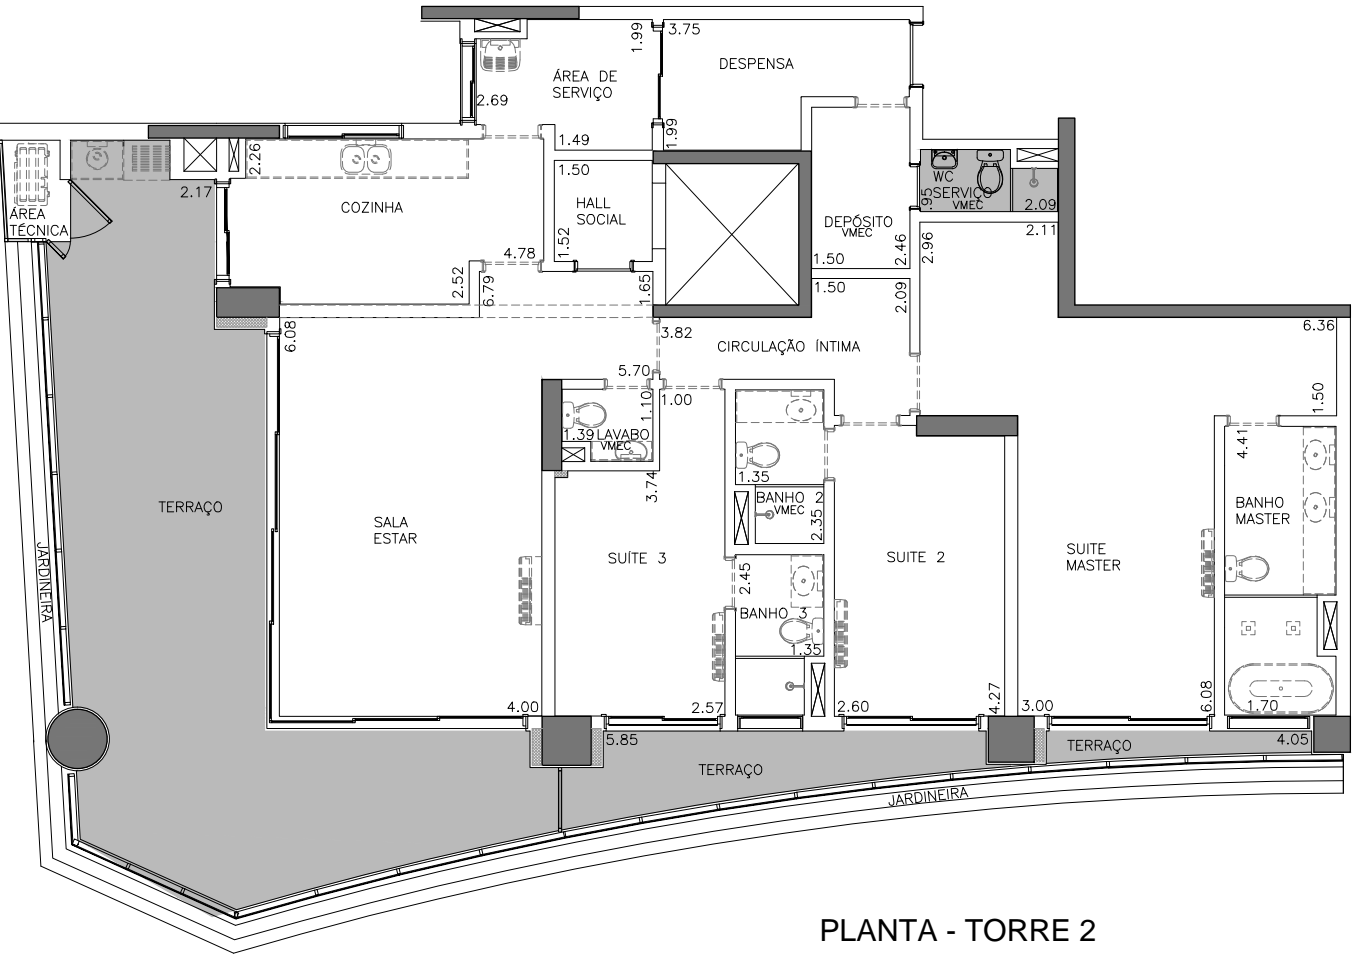 1.99
3.75
DESPENSA
ÁREA DE
SERVIÇO
2.69
1.49
1.99
2.26
1.50
HALL
SOCIAL
1.52
2.17
COZINHA
4.78
ÁREA
TÉCNICA
WC
SERVIÇO
VMEC
.95
2.09
DEPÓSITO
VMEC
2.46
2.96
2.11
1.50
1.50
2.09
2.52
6.79
1.65
6.08
3.82
CIRCULAÇÃO ÍNTIMA
6.36
5.70
1.10
1.00
1.50
1.39
LAVABO
VMEC
4.41
3.74
1.35
BANHO 2
VMEC
2.35
TERRAÇO
SALA
ESTAR
SUÍTE 3
SUITE 2
SUITE
MASTER
BANHO
MASTER
JARDINEIRA
2.45
BANHO 3
1.35
4.00
2.57
2.60
4.27
3.00
6.08
1.70
5.85
TERRAÇO
TERRAÇO
4.05
JARDINEIRA
PLANTA - TORRE 2